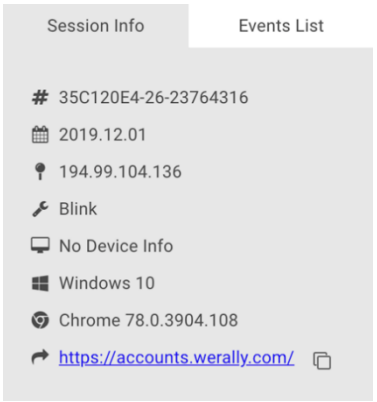 Session Info
Events List
# 35C120E4-26-23764316
2019.12.01
194.99.104.136
Blink
No Device Info
Windows 10
Chrome 78.0.3904.108
https://accounts.werally.com/